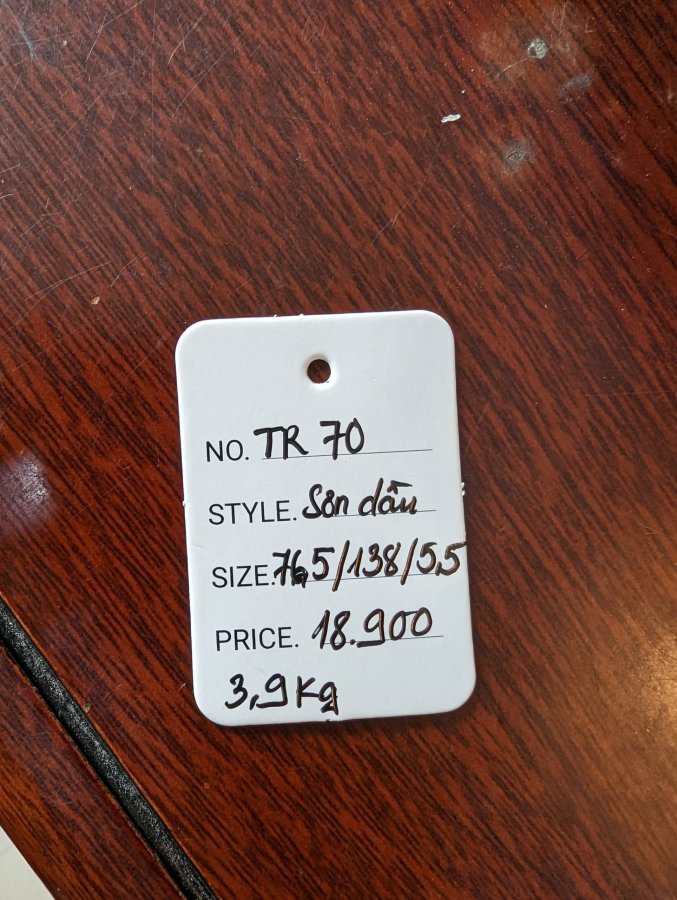 NO. TR 70
STYLE. Sơn dầu
SIZE. 76,5/138/5,5
PRICE. 18.900
3,9Kg